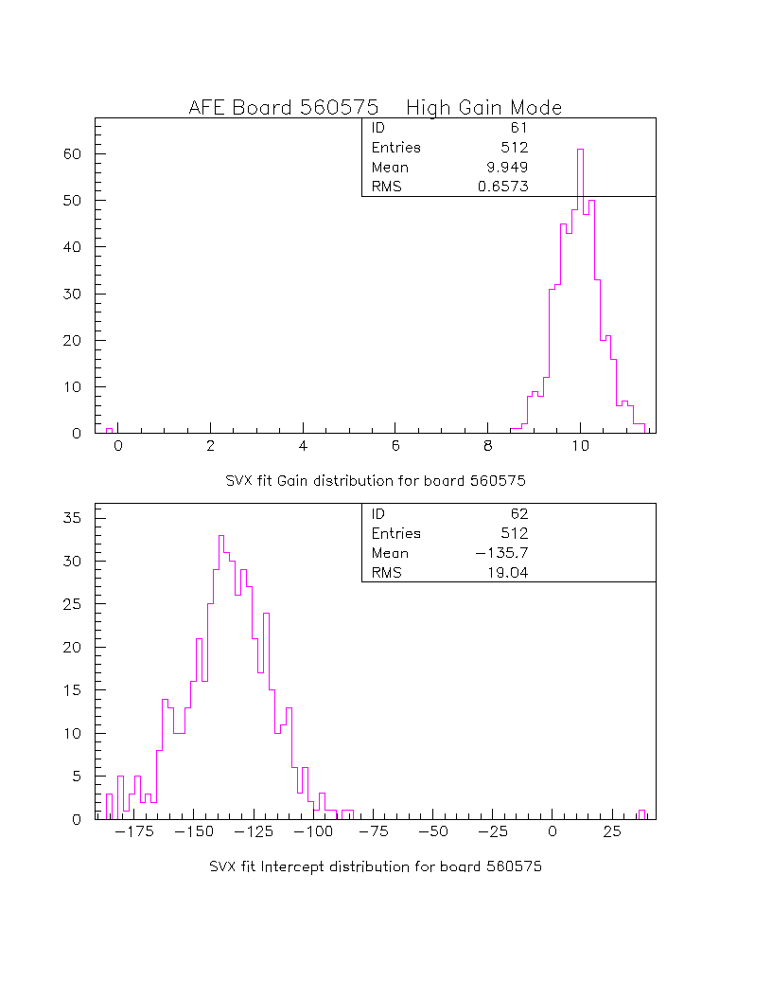 AFE Board 560575 High Gain Mode
ID 61
Entries 512
Mean 9.949
RMS 0.6573
60
50
40
30
20
10
0
0 2 4 6 8 10
SVX fit Gain distribution for board 560575
ID 62
Entries 512
Mean −135.7
RMS 19.04
35
30
25
20
15
10
5
0
−175 −150 −125 −100 −75 −50 −25 0 25
SVX fit Intercept distribution for board 560575